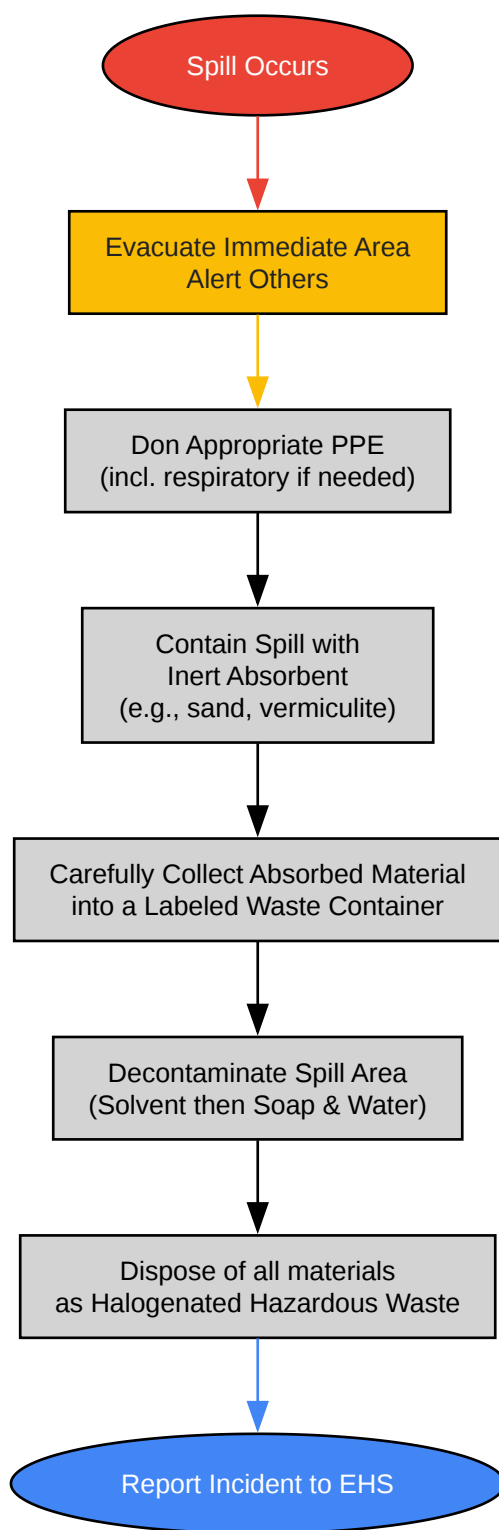 Spill Occurs
Evacuate Immediate Area
Alert Others
Don Appropriate PPE
(incl. respiratory if needed)
Contain Spill with
Inert Absorbent
(e.g., sand, vermiculite)
Carefully Collect Absorbed Material
into a Labeled Waste Container
Decontaminate Spill Area
(Solvent then Soap & Water)
Dispose of all materials
as Halogenated Hazardous Waste
Report Incident to EHS